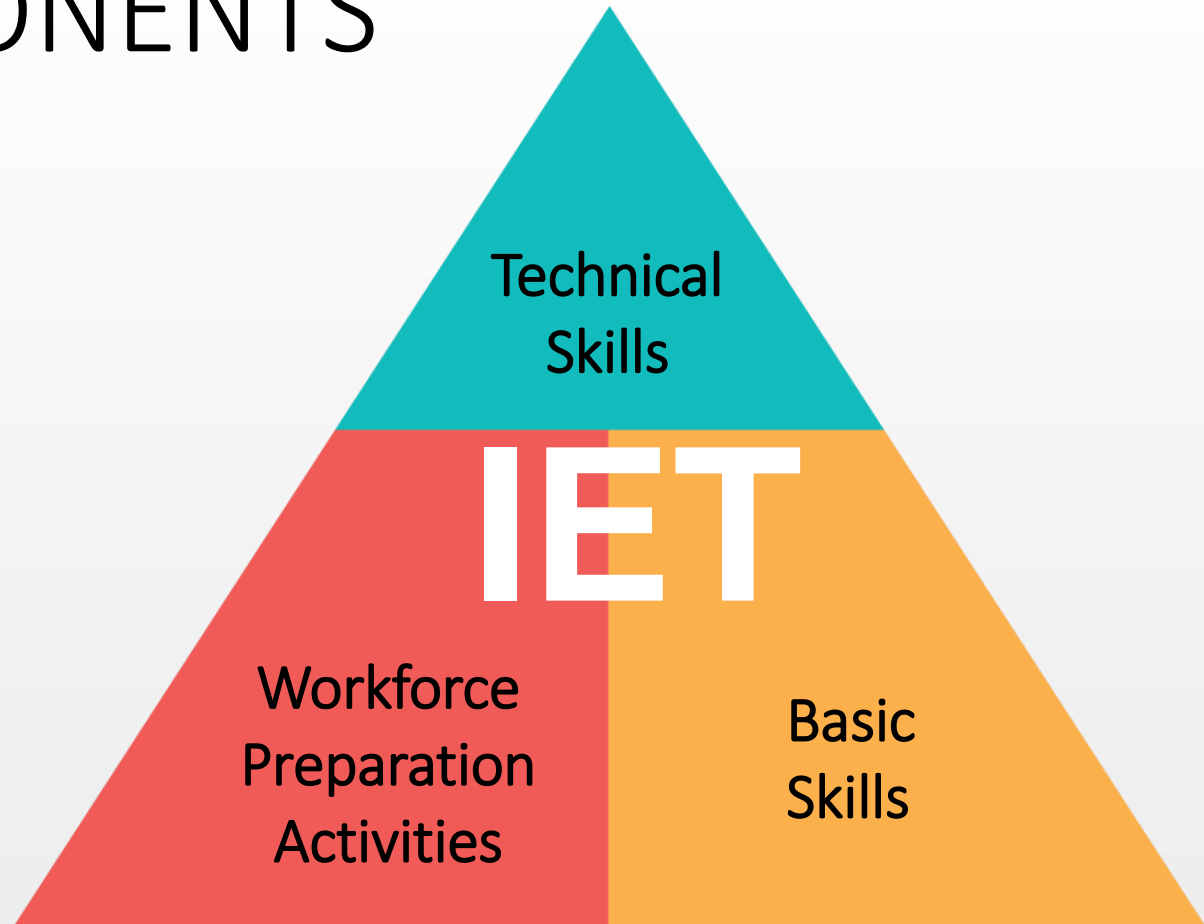 ONENTS
Technical
Skills
IET
Workforce
Preparation
Activities
Basic
Skills